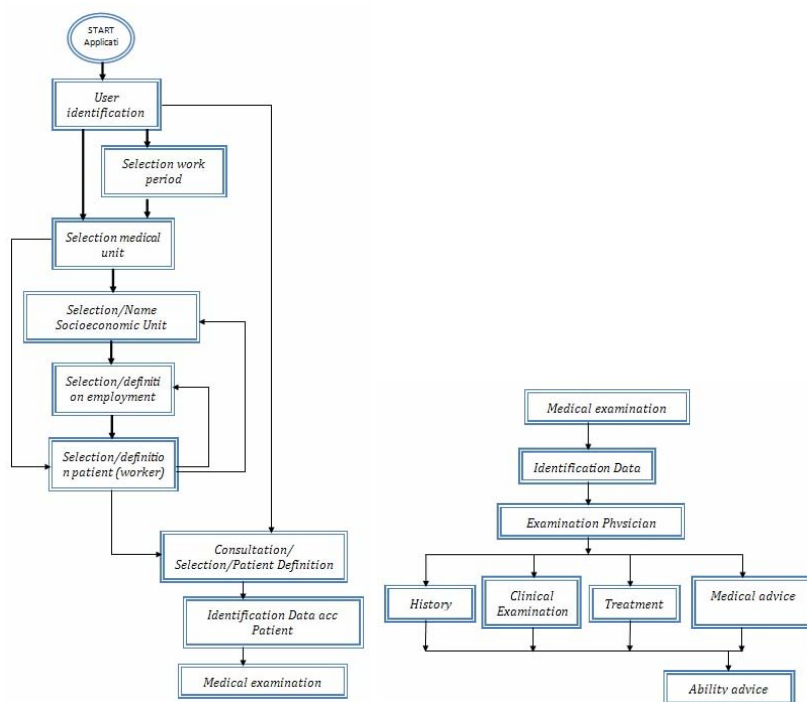 START
Applicati
User
identification
Selection work
period
Selection medical
unit
Selection/Name
Socioeconomic Unit
Selection/definiti
on employment
Selection/definitio
n patient (worker)
Consultation/
Selection/Patient Definition
Identification Data acc
Patient
Medical examination
Medical examination
Identification Data
Examination Physician
History
Clinical
Examination
Treatment
Medical advice
Ability advice